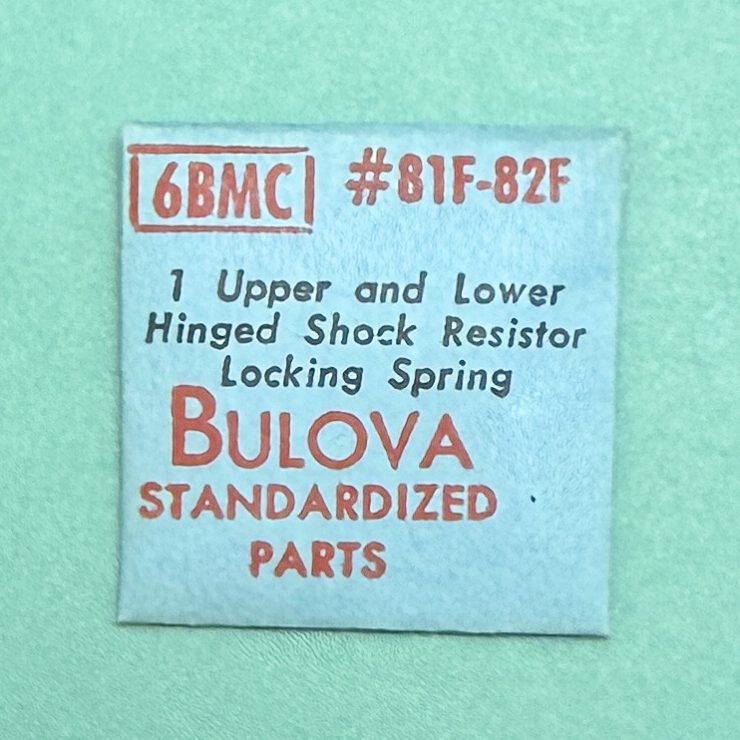 6BMC #81F-82F
1 Upper and Lower
Hinged Shock Resistor
Locking Spring
BULOVA
STANDARDIZED
PARTS